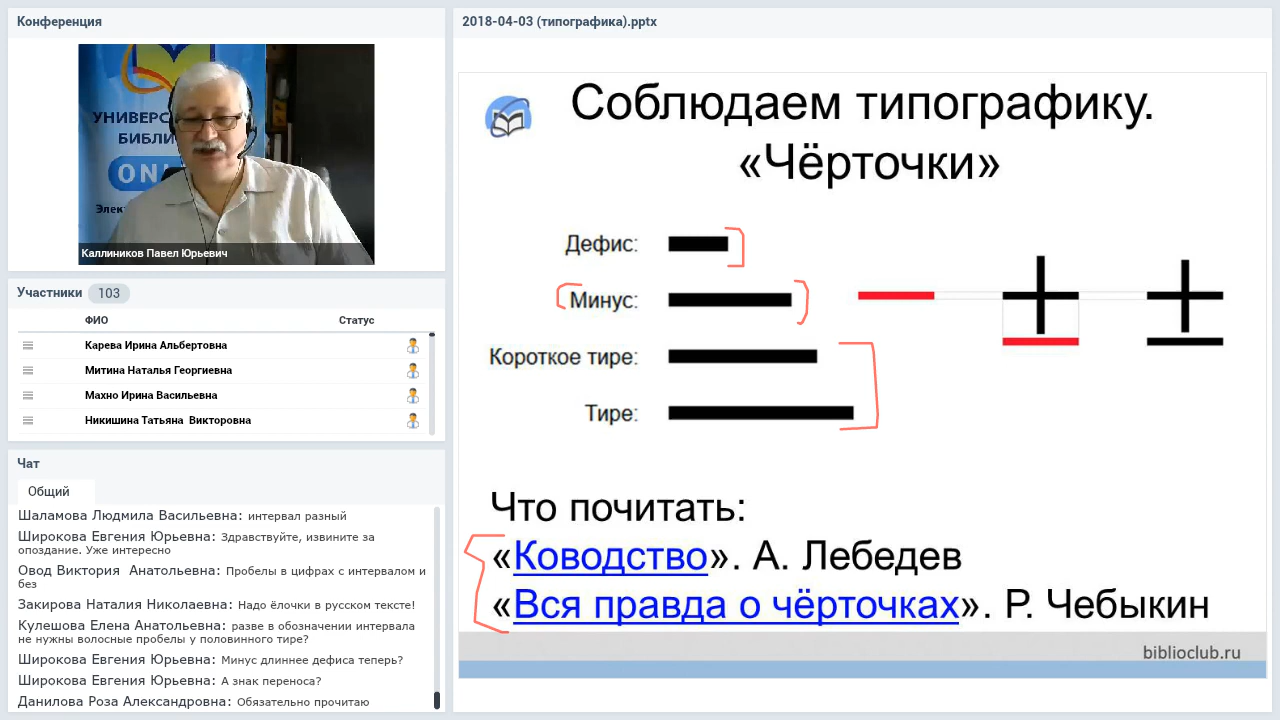 Конференция
УНИВЕРС
БИБЛИ
ON
Элек
Каллиников Павел Юрьевич
Участники 103
ФИО Статус
Карева Ирина Альбертовна
Митина Наталья Георгиевна
Махно Ирина Васильевна
Никишина Татьяна Викторовна
Чат
Общий
Шаламова Людмила Васильевна: интервал разный
Широкова Евгения Юрьевна: Здравствуйте, извините за
опоздание. Уже интересно
Овод Виктория Анатольевна: Пробелы в цифрах с интервалом и
без
Закирова Наталия Николаевна: Надо ёлочки в русском тексте!
Кулешова Елена Анатольевна: разве в обозначении интервала
не нужны волосные пробелы у половинного тире?
Широкова Евгения Юрьевна: Минус длиннее дефиса теперь?
Широкова Евгения Юрьевна: А знак переноса?
Данилова Роза Александровна: Обязательно прочитаю
2018-04-03 (типографика).pptx
Соблюдаем типографику.
«Чёрточки»
Дефис:
Минус:
Короткое тире:
Тире:
Что почитать:
«Ководство». А. Лебедев
«Вся правда о чёрточках». Р. Чебыкин
biblioclub.ru